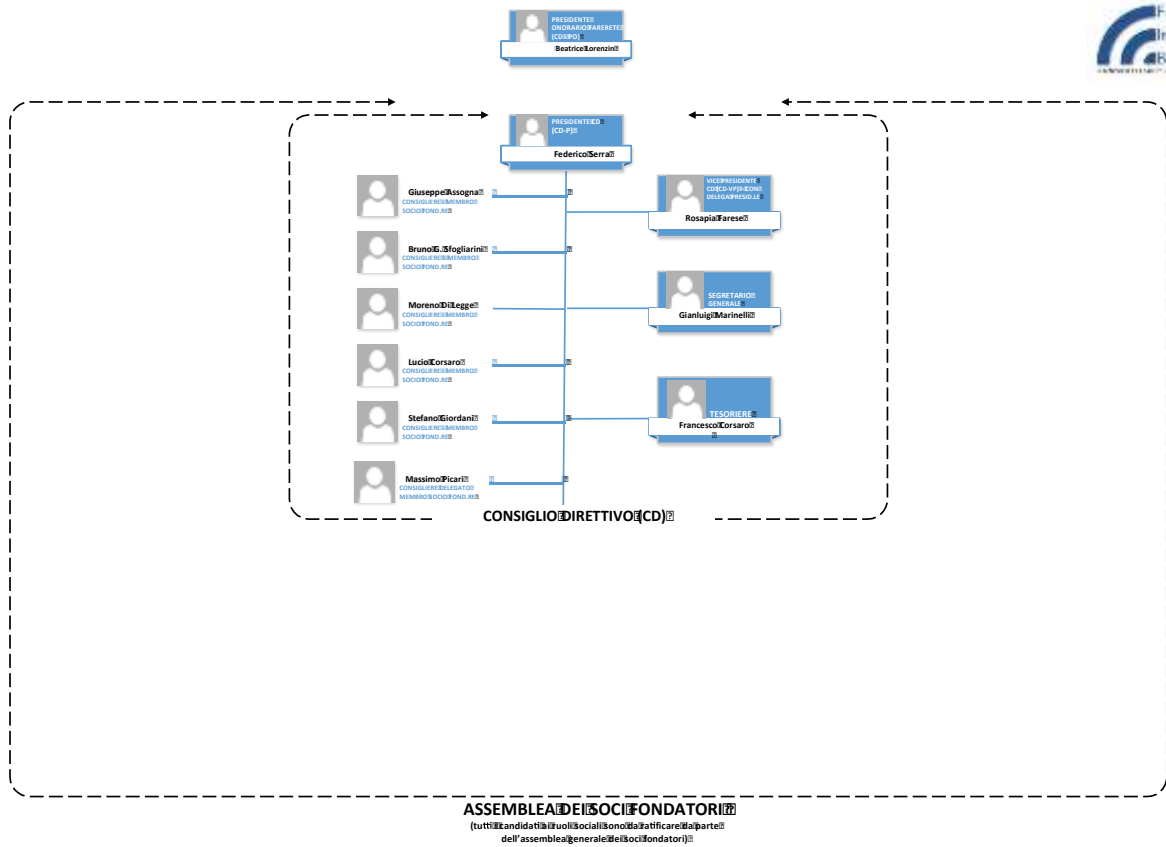 PRESIDENTE
ONORARIO FARERETE
(CDS-PO)
Beatrice Lorenzin
PRESIDENTE CD
(CD-P)
Federico Serra
Giuseppe Assogna
CONSIGLIERE - MEMBRO
SOCIO FOND.RE
VICE PRESIDENTE
CD (CD-VP) - CON
DELEGA PRESID.LE
Rosapia Farese
Bruno G. Sfogliarini
CONSIGLIERE - MEMBRO
SOCIO FOND.RE
Moreno Di Legge
CONSIGLIERE - MEMBRO
SOCIO FOND.RE
SEGRETARIO
GENERALE
Gianluigi Marinelli
Lucio Corsaro
CONSIGLIERE - MEMBRO
SOCIO FOND.RE
Stefano Giordani
CONSIGLIERE - MEMBRO
SOCIO FOND.RE
TESORIERE
Francesco Corsaro
Massimo Picari
CONSIGLIERE DELEGATO
MEMBRO SOCIO FOND.RE
CONSIGLIO DIRETTIVO (CD)
ASSEMBLEA DEI SOCI FONDATORI
(tutti i candidati ai ruoli sociali sono da ratificare da parte
dell'assemblea generale dei soci fondatori)